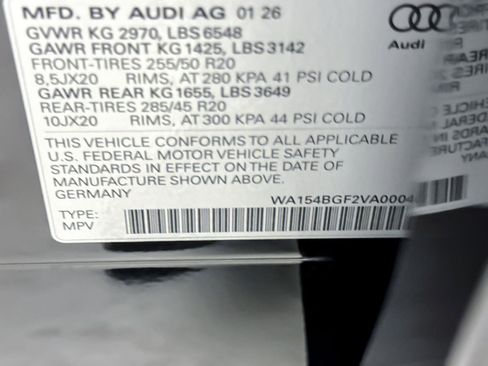 MFD. BY AUDI AG 01 26
GVWR KG 2970, LBS 6548
GAWR FRONT KG 1425, LBS 3142
FRONT-TIRES 255/50 R20
8,5JX20 RIMS, AT 280 KPA 41 PSI COLD
GAWR REAR KG 1655, LBS 3649
REAR-TIRES 285/45 R20
10JX20 RIMS, AT 300 KPA 44 PSI COLD
THIS VEHICLE CONFORMS TO ALL APPLICABLE
U.S. FEDERAL MOTOR VEHICLE SAFETY
STANDARDS IN EFFECT ON THE DATE OF
MANUFACTURE SHOWN ABOVE.
GERMANY
WA154BGF2VA0004
TYPE:
MPV
Audi